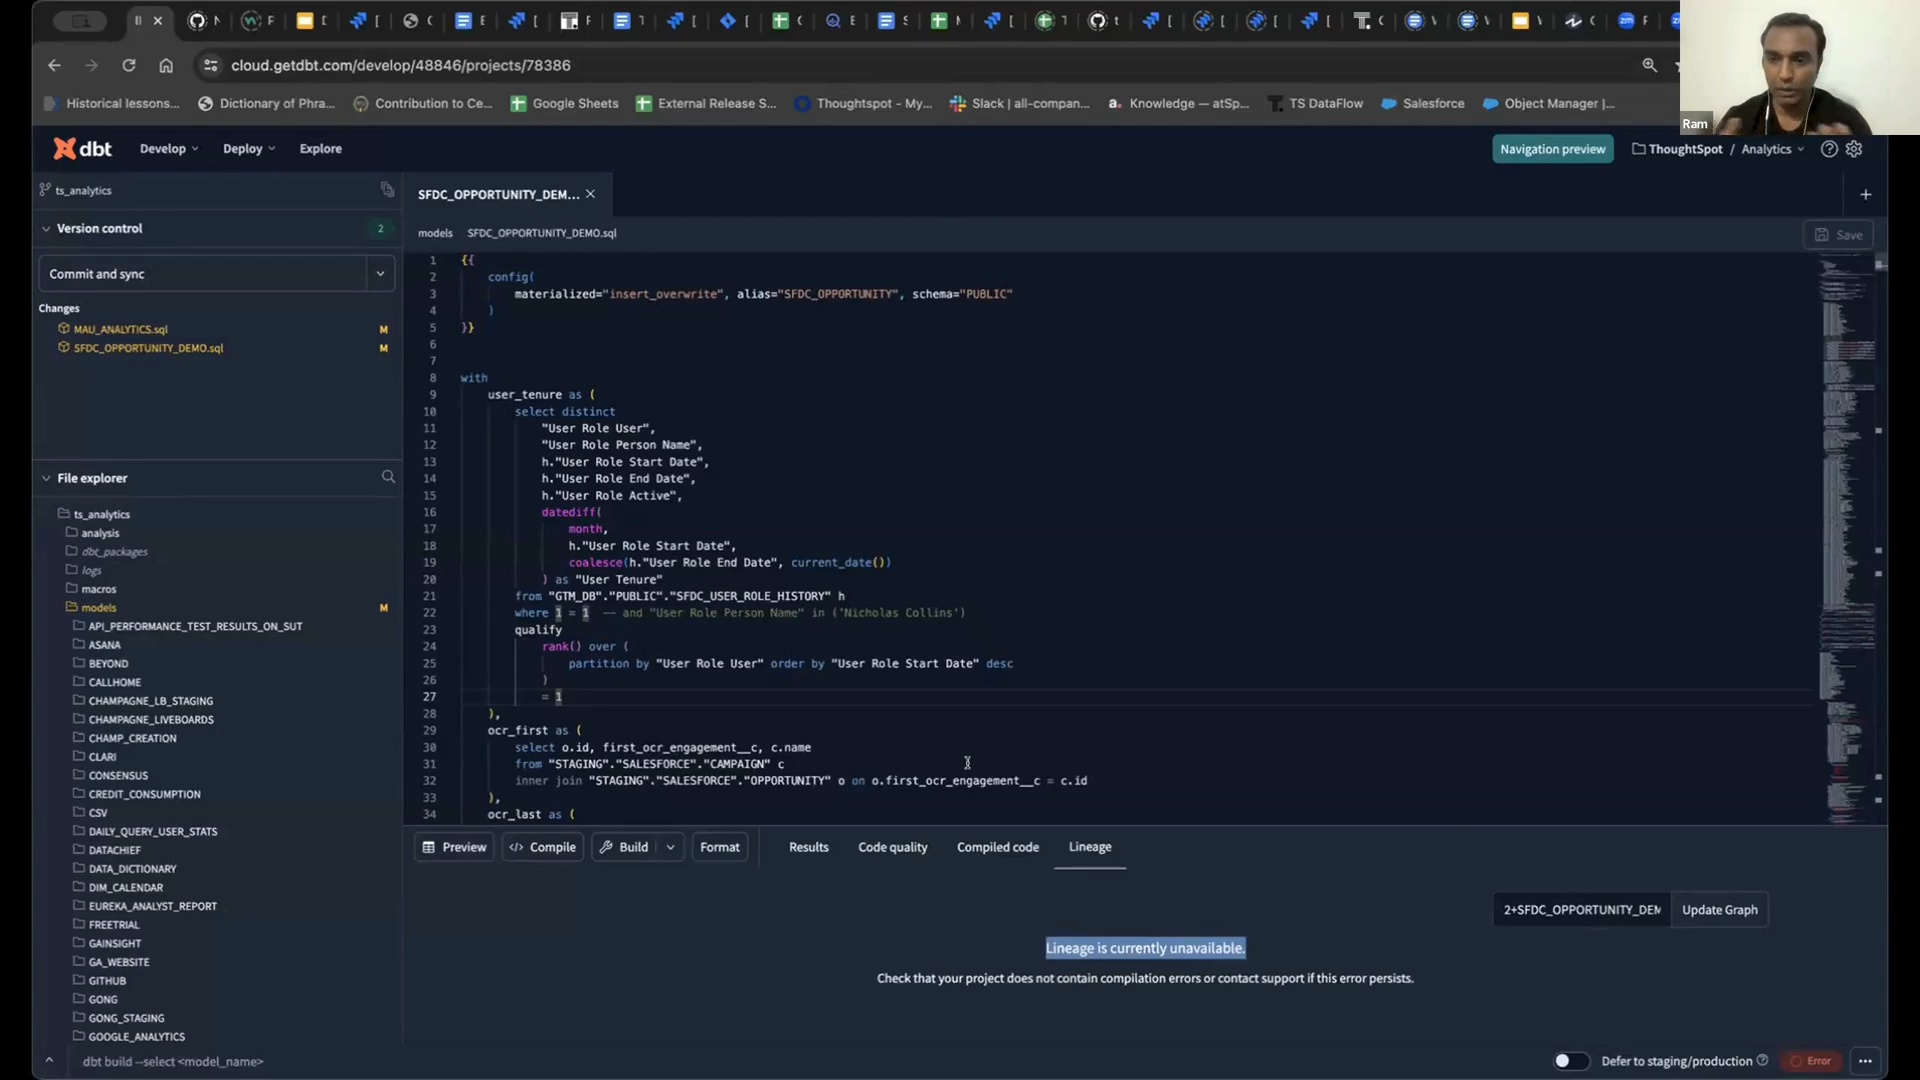 cloud.getdbt.com/develop/48846/projects/78386
Historical lessons...
Dictionary of Phra...
Contribution to Ce...
Google Sheets
External Release S...
Thoughtspot - My...
Slack | all-compan...
Knowledge — atSp...
TS DataFlow
Salesforce
Object Manager |...
Ram
dbt
Develop
Deploy
Explore
Navigation preview
ThoughtSpot / Analytics
ts_analytics
Version control
2
Commit and sync
Changes
MAU_ANALYTICS.sql M
SFDC_OPPORTUNITY_DEMO.sql M
File explorer
ts_analytics
analysis
dbt_packages
logs
macros
models M
API_PERFORMANCE_TEST_RESULTS_ON_SUT
ASANA
BEYOND
CALLHOME
CHAMPAGNE_LB_STAGING
CHAMPAGNE_LIVEBOARDS
CHAMP_CREATION
CLARI
CONSENSUS
CREDIT_CONSUMPTION
CSV
DAILY_QUERY_USER_STATS
DATACHIEF
DATA_DICTIONARY
DIM_CALENDAR
EUREKA_ANALYST_REPORT
FREETRIAL
GAINSIGHT
GA_WEBSITE
GITHUB
GONG
GONG_STAGING
GOOGLE_ANALYTICS
SFDC_OPPORTUNITY_DEM...
models SFDC_OPPORTUNITY_DEMO.sql
Save
1 {{
2 config(
3 materialized="insert_overwrite", alias="SFDC_OPPORTUNITY", schema="PUBLIC"
4 )
5 }}
6
7
8 with
9 user_tenure as (
10 select distinct
11 "User Role User",
12 "User Role Person Name",
13 h."User Role Start Date",
14 h."User Role End Date",
15 h."User Role Active",
16 datediff(
17 month,
18 h."User Role Start Date",
19 coalesce(h."User Role End Date", current_date())
20 ) as "User Tenure"
21 from "GTM_DB"."PUBLIC"."SFDC_USER_ROLE_HISTORY" h
22 where 1 = 1 -- and "User Role Person Name" in ('Nicholas Collins')
23 qualify
24 rank() over (
25 partition by "User Role User" order by "User Role Start Date" desc
26 )
27 = 1
28 ),
29 ocr_first as (
30 select o.id, first_ocr_engagement__c, c.name
31 from "STAGING"."SALESFORCE"."CAMPAIGN" c
32 inner join "STAGING"."SALESFORCE"."OPPORTUNITY" o on o.first_ocr_engagement__c = c.id
33 ),
34 ocr_last as (
Preview
Compile
Build
Format
Results
Code quality
Compiled code
Lineage
2+SFDC_OPPORTUNITY_DEM
Update Graph
Lineage is currently unavailable.
Check that your project does not contain compilation errors or contact support if this error persists.
dbt build --select <model_name>
Defer to staging/production
Error